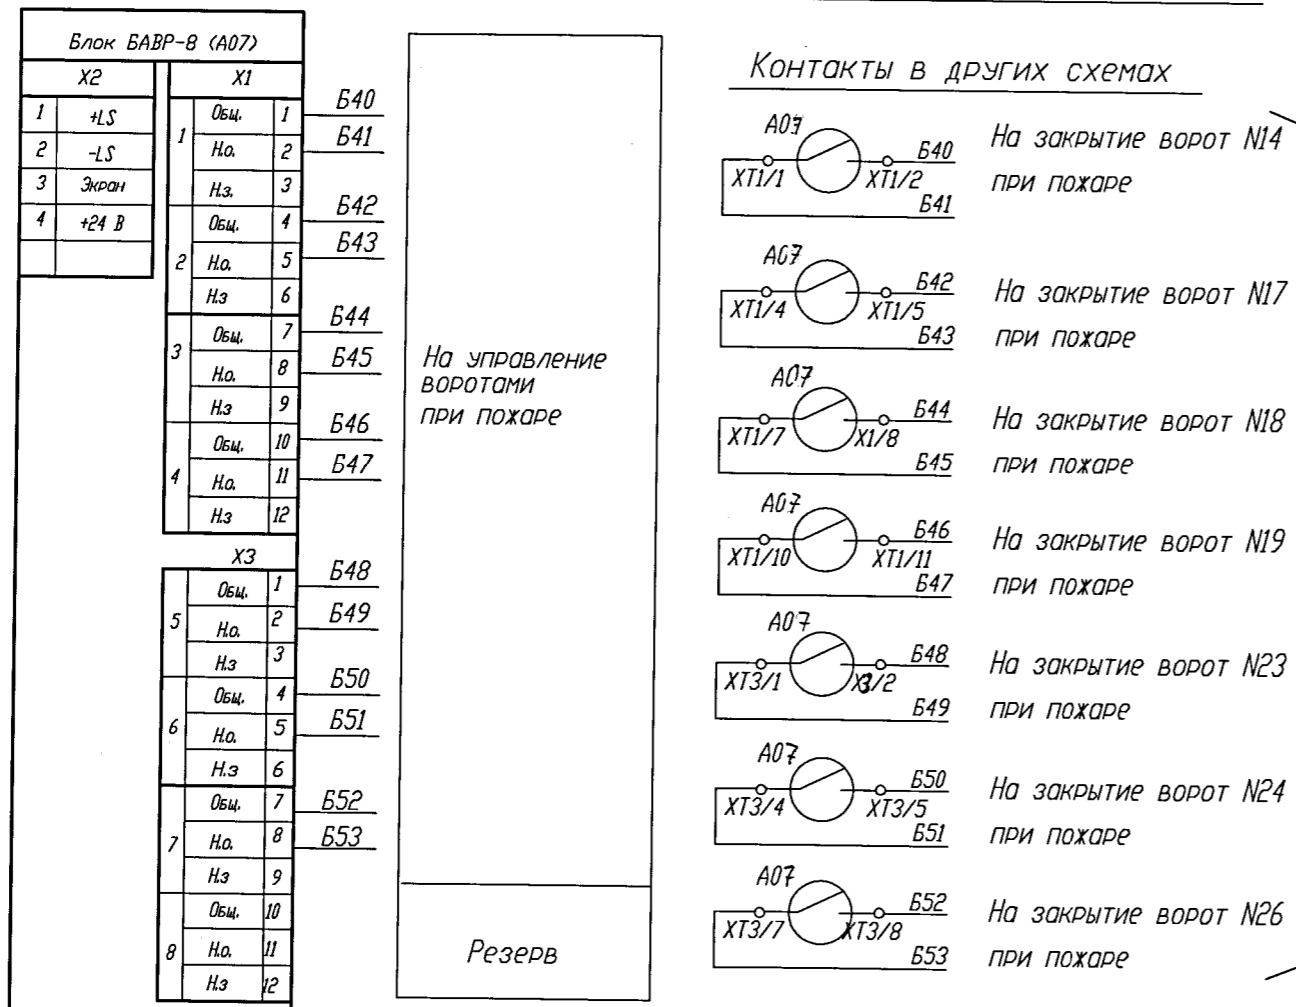 Блок БАВР-8 (А07)
Х2
1 +LS
2 -LS
3 Экран
4 +24 В
Х1
1 Общ. 1 Б40
Н.о. 2 Б41
Н.з. 3
2 Общ. 4 Б42
Н.о. 5 Б43
Н.з 6
3 Общ. 7 Б44
Н.о. 8 Б45
Н.з 9
4 Общ. 10 Б46
Н.о. 11 Б47
Н.з 12
Х3
5 Общ. 1 Б48
Н.о. 2 Б49
Н.з 3
6 Общ. 4 Б50
Н.о. 5 Б51
Н.з 6
7 Общ. 7 Б52
Н.о. 8 Б53
Н.з 9
8 Общ. 10
Н.о. 11
Н.з 12
На управление
воротами
при пожаре
Резерв
Контакты в других схемах
А07
ХТ1/1 ХТ1/2 Б40
Б41
На закрытие ворот N14
при пожаре
А07
ХТ1/4 ХТ1/5 Б42
Б43
На закрытие ворот N17
при пожаре
А07
ХТ1/7 Х1/8 Б44
Б45
На закрытие ворот N18
при пожаре
А07
ХТ1/10 ХТ1/11 Б46
Б47
На закрытие ворот N19
при пожаре
А07
ХТ3/1 Х3/2 Б48
Б49
На закрытие ворот N23
при пожаре
А07
ХТ3/4 ХТ3/5 Б50
Б51
На закрытие ворот N24
при пожаре
А07
ХТ3/7 ХТ3/8 Б52
Б53
На закрытие ворот N26
при пожаре